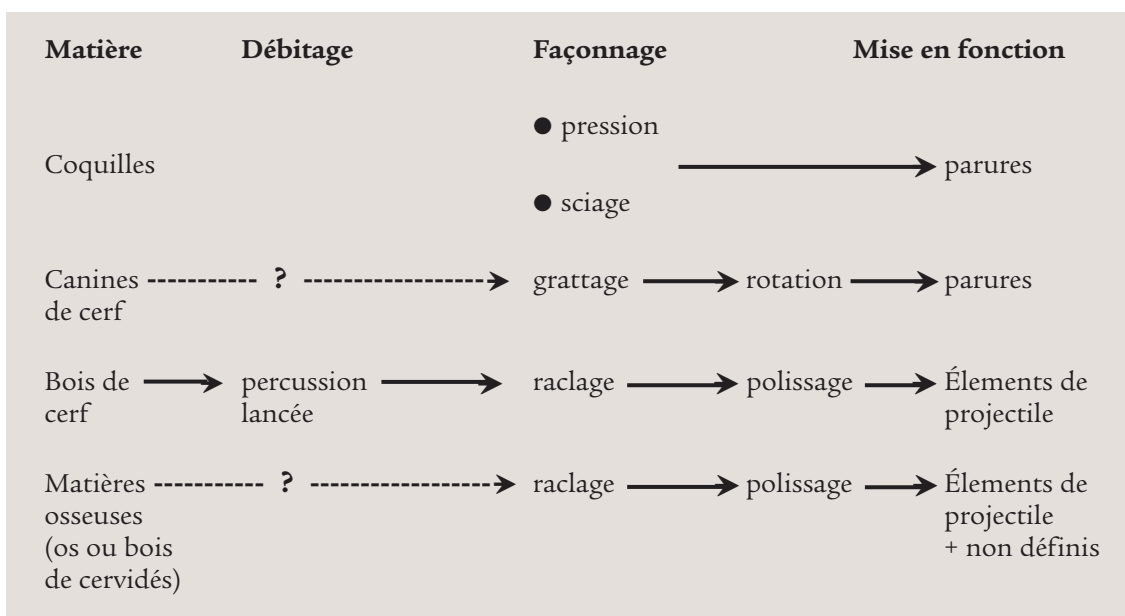 Matière Débitage Façonnage Mise en fonction
● pression
Coquilles parures
● sciage
Canines ? grattage rotation parures
de cerf
Bois de percussion raclage polissage Élements de
cerf lancée projectile
Matières ? raclage polissage Élements de
osseuses projectile
(os ou bois + non définis
de cervidés)